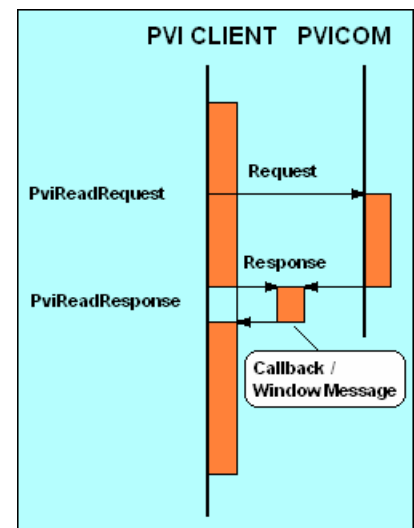 PVI CLIENT PVICOM
Request
PviReadRequest
Response
PviReadResponse
Callback /
Window Message